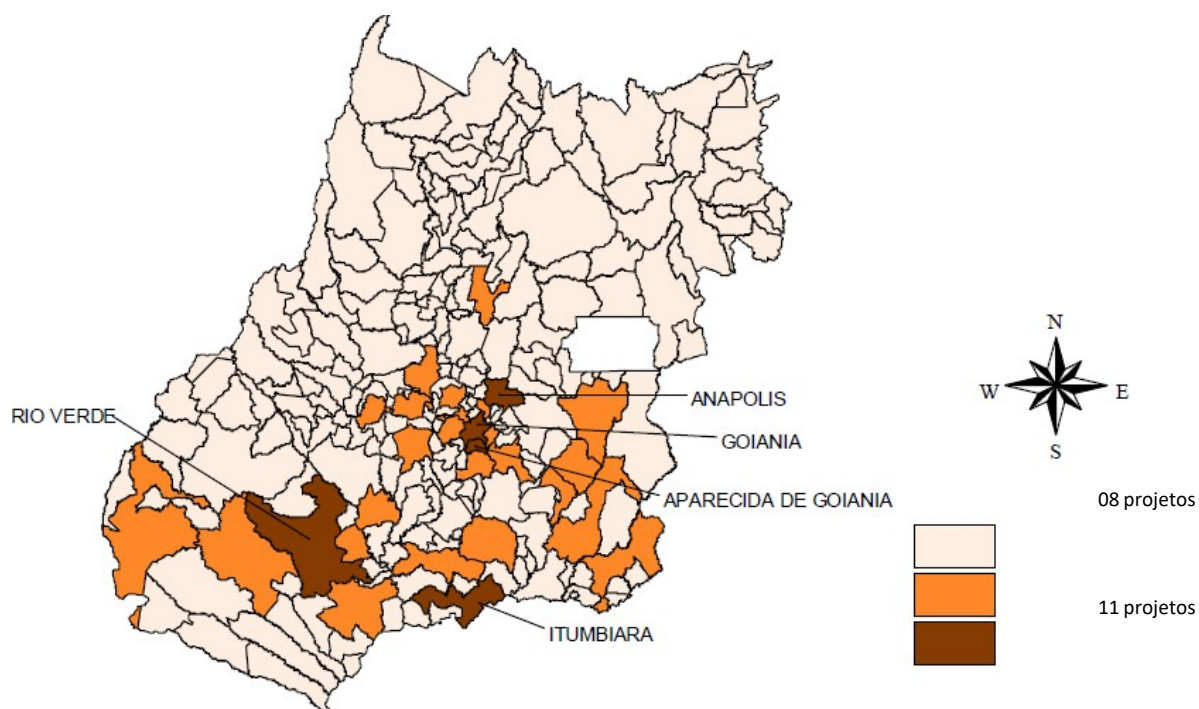 N
W
E
S
ANAPOLIS
RIO VERDE
GOIANIA
APARECIDA DE GOIANIA
08 projetos
11 projetos
ITUMBIARA